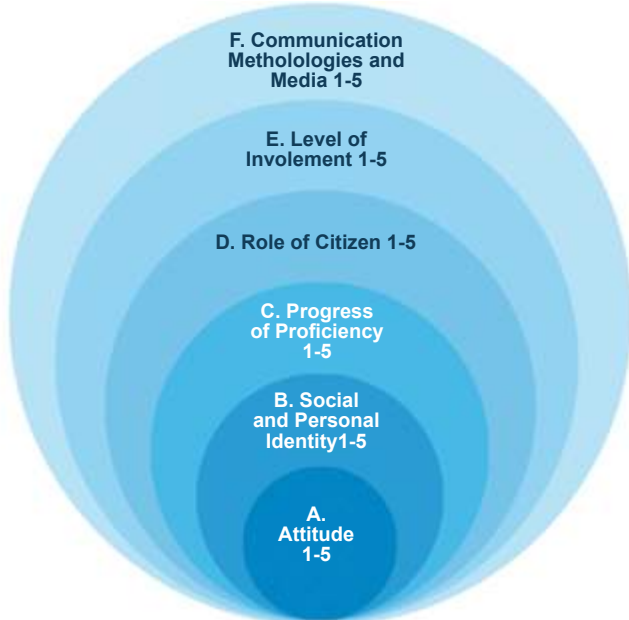 F. Communication
Metholologies and
Media 1-5
E. Level of
Involement 1-5
D. Role of Citizen 1-5
C. Progress
of Proficiency
1-5
B. Social
and Personal
Identity1-5
A.
Attitude
1-5